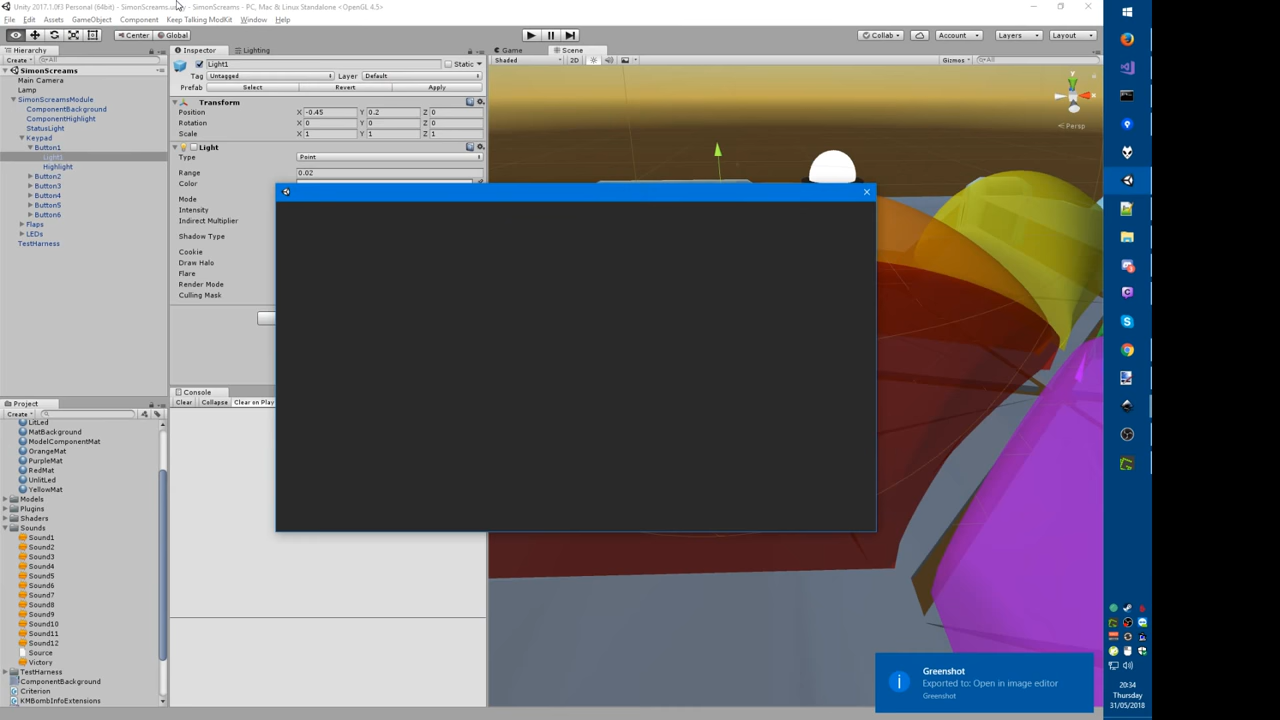 Unity 2017.1.0f3 Personal (64bit) - SimonScreams.unity - SimonScreams - PC, Mac & Linux Standalone <OpenGL 4.5>
File Edit Assets GameObject Component Keep Talking ModKit Window Help
Center Global Collab Account Layers Layout
Hierarchy
Create All
SimonScreams
Main Camera
Lamp
SimonScreamsModule
ComponentBackground
ComponentHighlight
StatusLight
Keypad
Button1
Light1
Highlight
Button2
Button3
Button4
Button5
Button6
Flaps
LEDs
TestHarness
Inspector Lighting
Light1 Static
Tag Untagged Layer Default
Prefab Select Revert Apply
Transform
Position X -0.45 Y 0.2 Z 0
Rotation X 0 Y 0 Z 0
Scale X 1 Y 1 Z 1
Light
Type Point
Range 0.02
Color
Mode
Intensity
Indirect Multiplier
Shadow Type
Cookie
Draw Halo
Flare
Render Mode
Culling Mask
Game Scene
Shaded 2D Gizmos All
y
Persp
Console
Clear Collapse Clear on Play
Project
Create
LitLed
MatBackground
ModelComponentMat
OrangeMat
PurpleMat
RedMat
UnlitLed
YellowMat
Models
Plugins
Shaders
Sounds
Sound1
Sound2
Sound3
Sound4
Sound5
Sound6
Sound7
Sound8
Sound9
Sound10
Sound11
Sound12
Source
Victory
TestHarness
ComponentBackground
Criterion
KMBombInfoExtensions
Greenshot
Exported to: Open in image editor
Greenshot
20:34
Thursday
31/05/2018